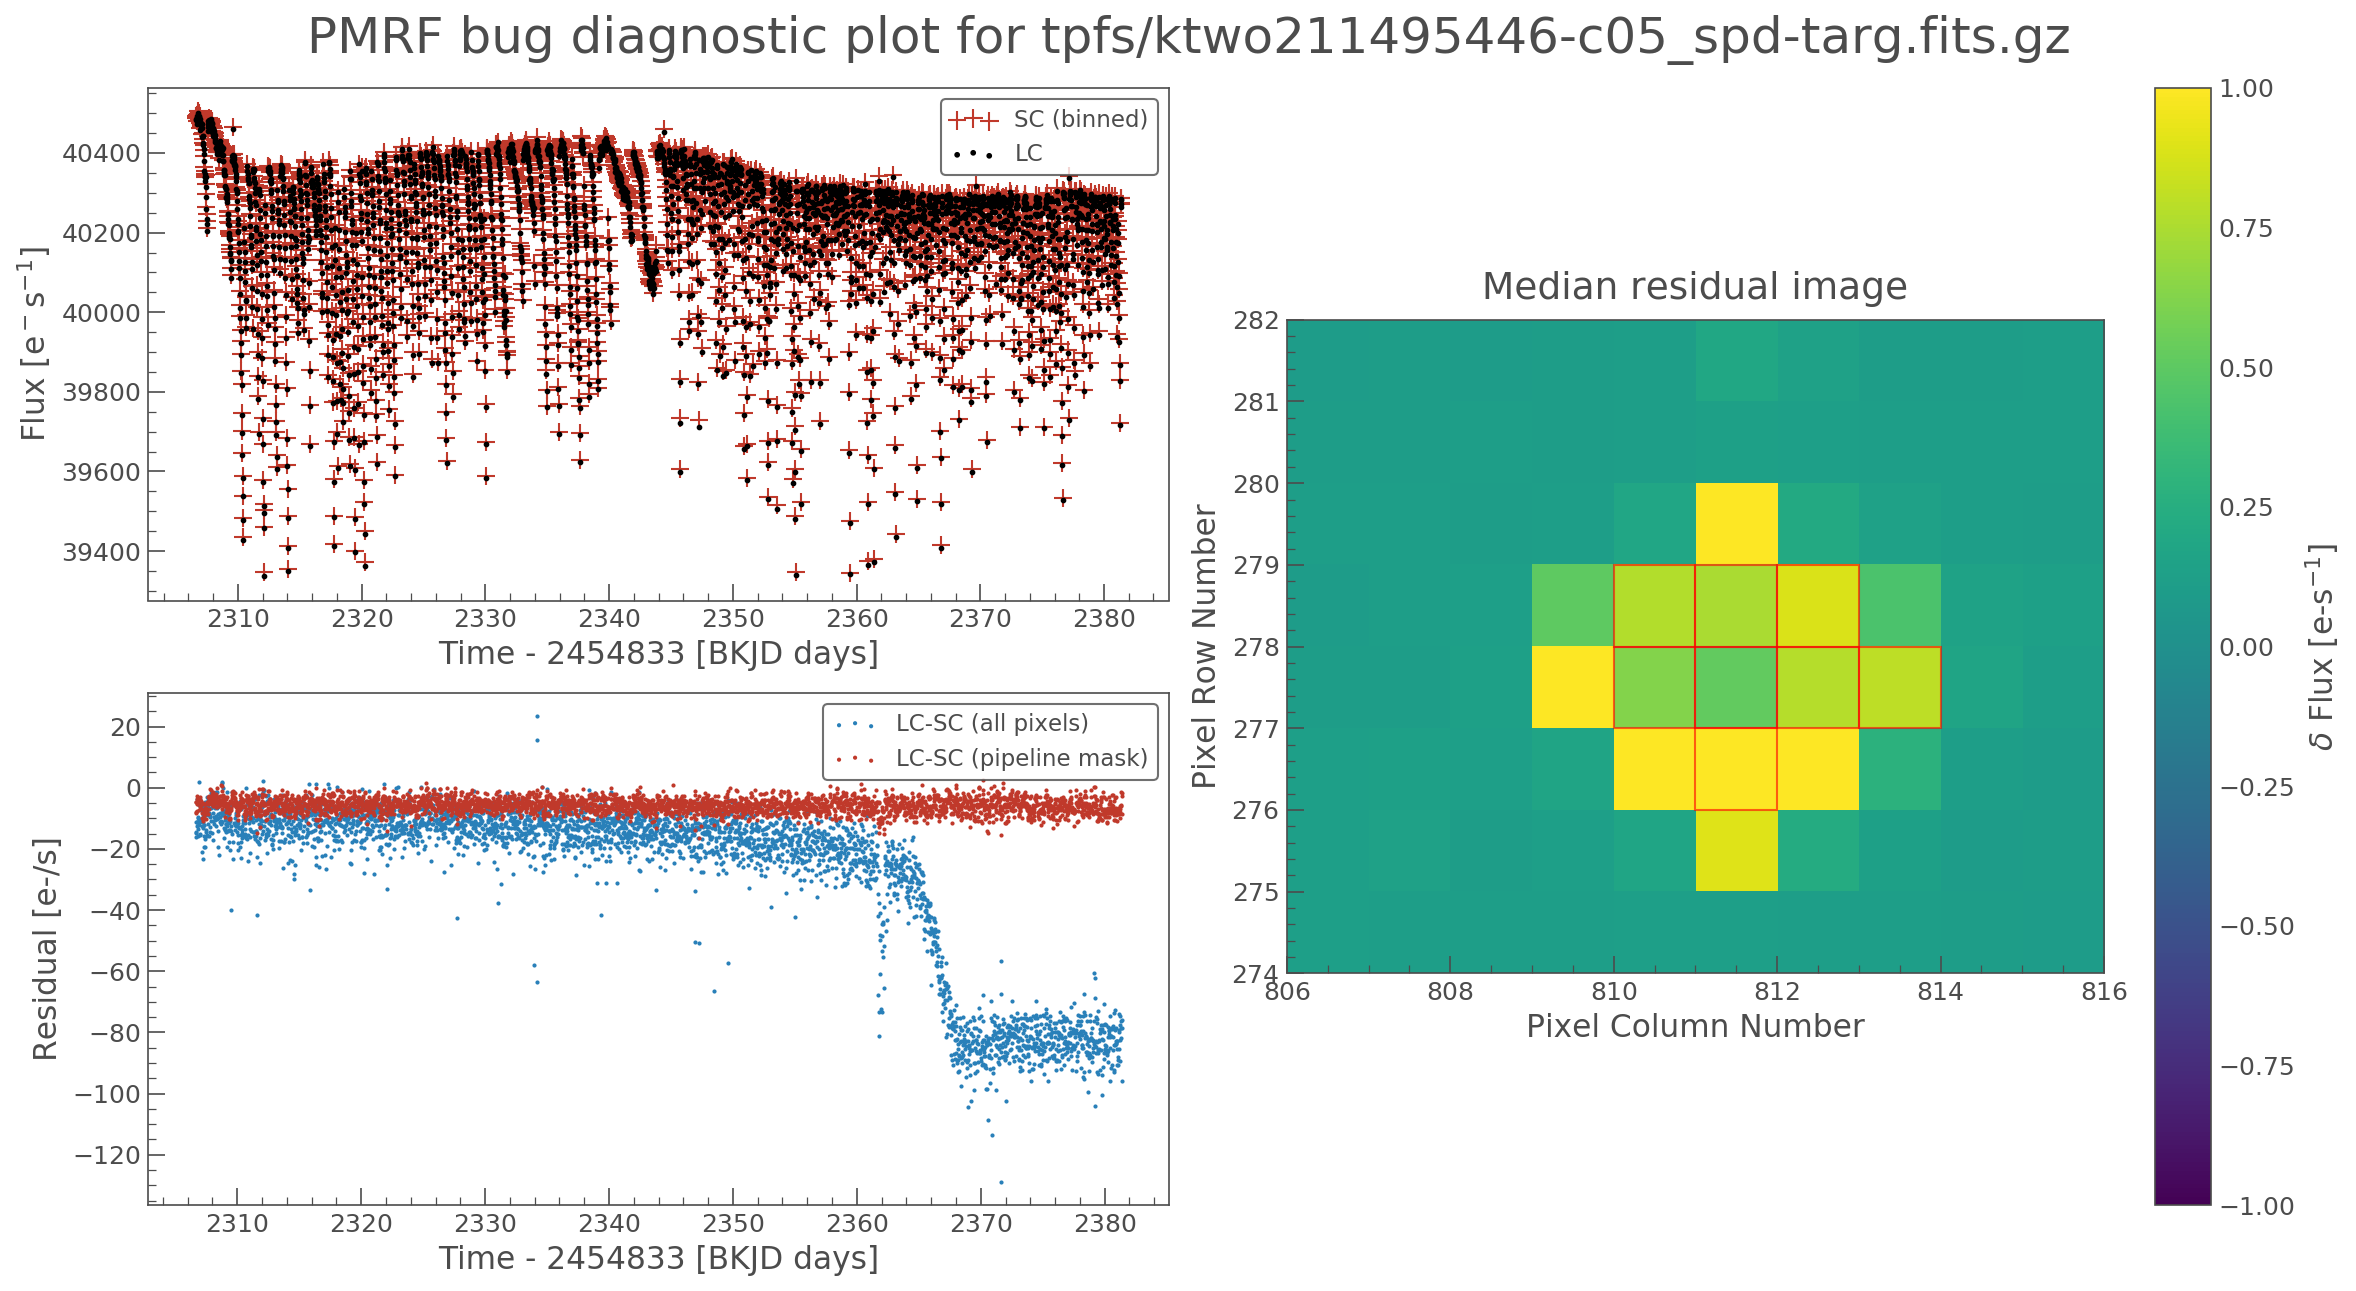 PMRF bug diagnostic plot for tpfs/ktwo211495446-c05_spd-targ.fits.gz
SC (binned)
LC
40400
40200
40000
39800
39600
39400
Flux [e⁻ s⁻¹]
2310 2320 2330 2340 2350 2360 2370 2380
Time - 2454833 [BKJD days]
LC-SC (all pixels)
LC-SC (pipeline mask)
20
0
−20
−40
−60
−80
−100
−120
Residual [e-/s]
2310 2320 2330 2340 2350 2360 2370 2380
Time - 2454833 [BKJD days]
Median residual image
282
281
280
279
278
277
276
275
274
Pixel Row Number
806 808 810 812 814 816
Pixel Column Number
1.00
0.75
0.50
0.25
0.00
−0.25
−0.50
−0.75
−1.00
δ Flux [e-s⁻¹]